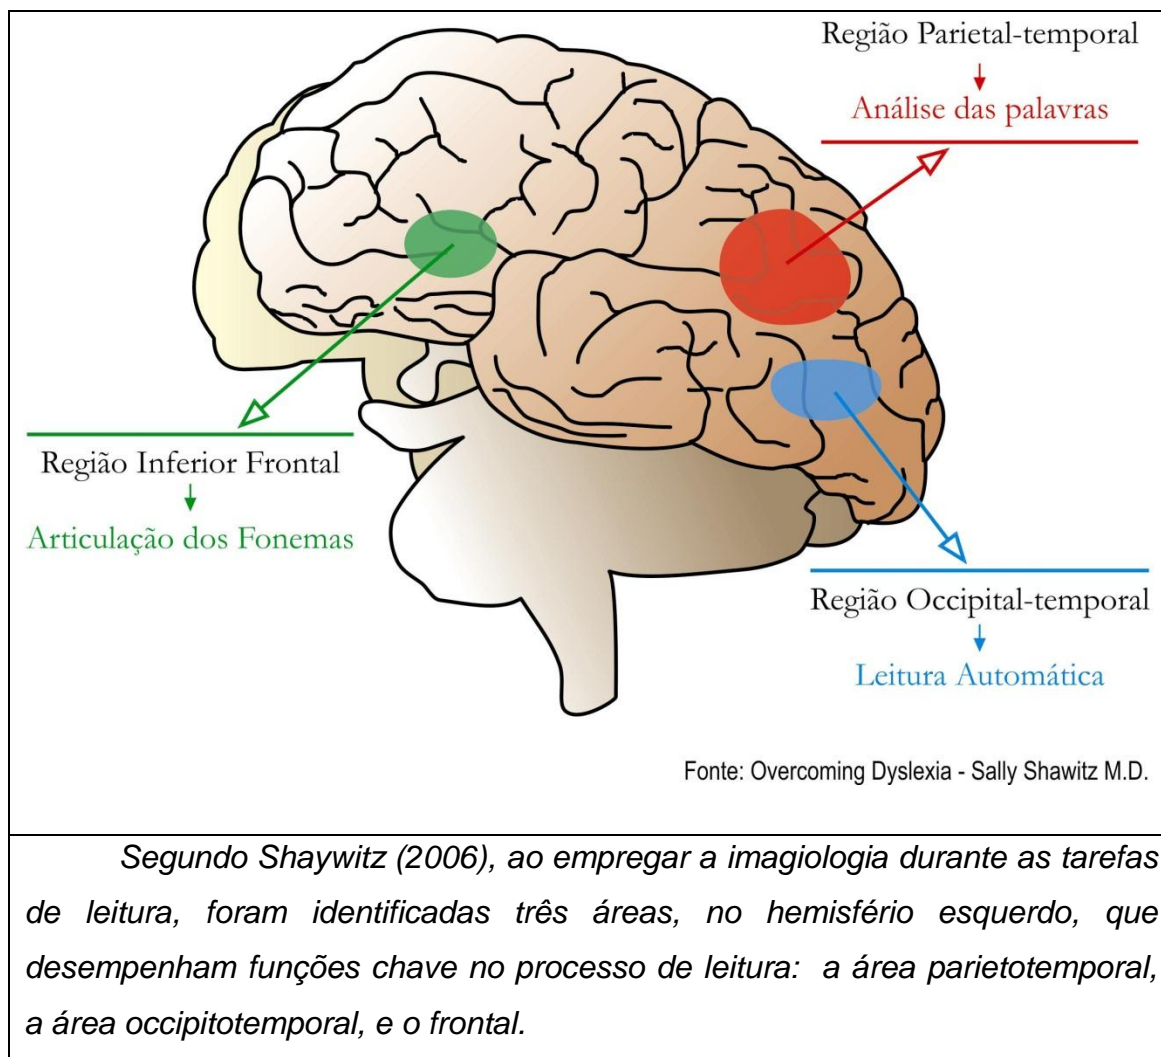 Região Parietal-temporal
Análise das palavras
Região Inferior Frontal
Articulação dos Fonemas
Região Occipital-temporal
Leitura Automática
Fonte: Overcoming Dyslexia - Sally Shawitz M.D.
Segundo Shaywitz (2006), ao empregar a imagiologia durante as tarefas
de leitura, foram identificadas três áreas, no hemisfério esquerdo, que
desempenham funções chave no processo de leitura: a área parietotemporal,
a área occipitotemporal, e o frontal.